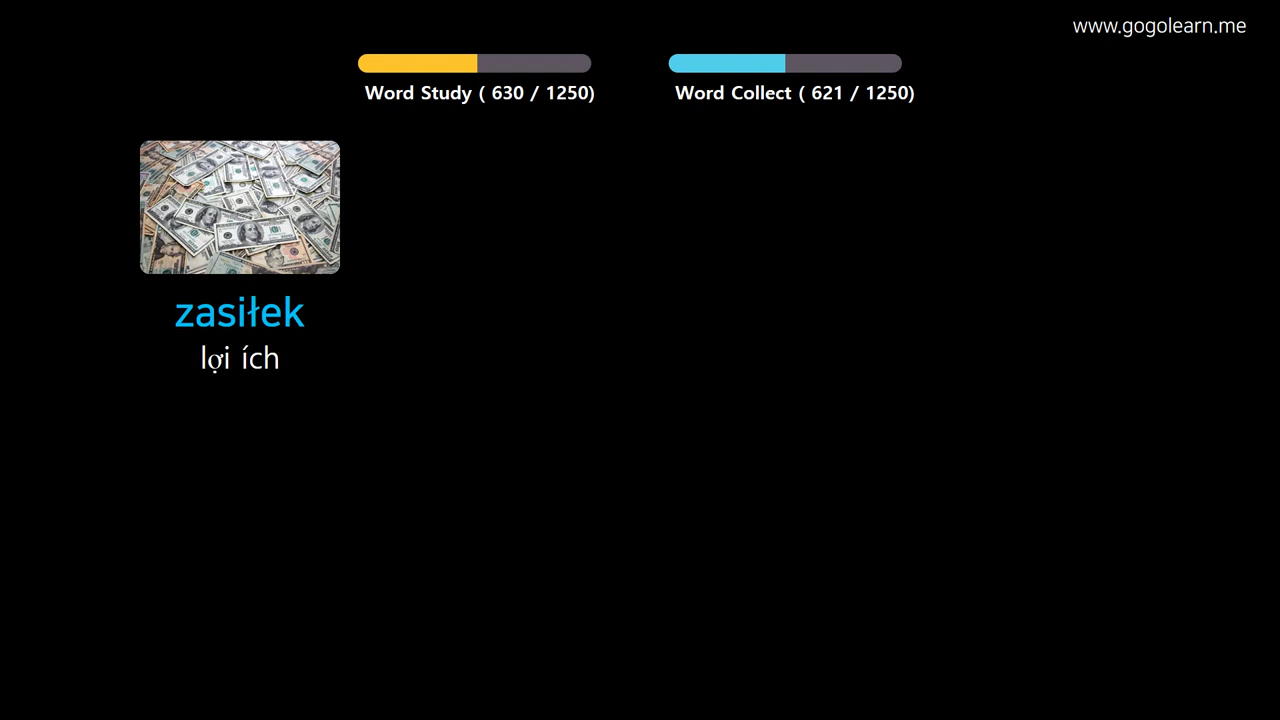 www.gogolearn.me
Word Study ( 630 / 1250)
Word Collect ( 621 / 1250)
zasiłek
lợi ích